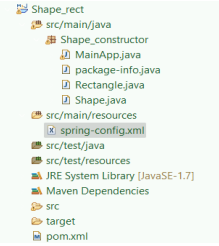 Shape_rect
src/main/java
Shape_constructor
MainApp.java
package-info.java
Rectangle.java
Shape.java
src/main/resources
spring-config.xml
src/test/java
src/test/resources
JRE System Library [JavaSE-1.7]
Maven Dependencies
src
target
pom.xml